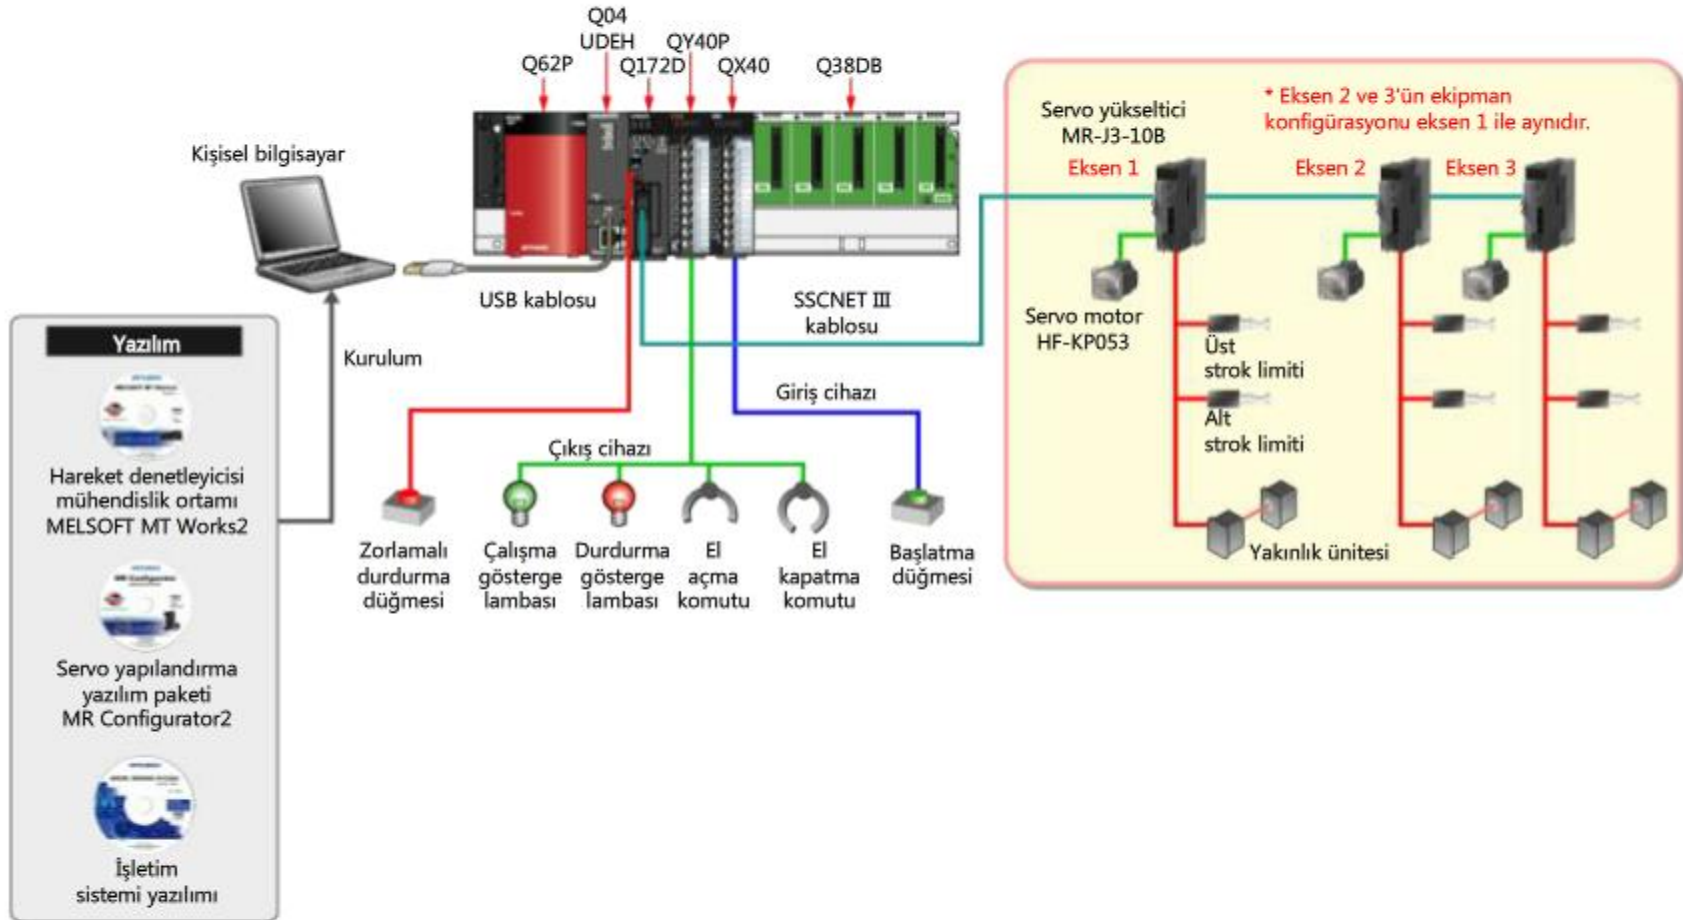 Q04
UDEH
QY40P
Q62P
Q172D
QX40
Q38DB
Kişisel bilgisayar
USB kablosu
SSCNET III
kablosu
Kurulum
Yazılım
Hareket denetleyicisi
mühendislik ortamı
MELSOFT MT Works2
MR Configurator
Servo yapılandırma
yazılım paketi
MR Configurator2
İşletim
sistemi yazılımı
Giriş cihazı
Çıkış cihazı
Zorlamalı
durdurma
düğmesi
Çalışma
gösterge
lambası
Durdurma
gösterge
lambası
El
açma
komutu
El
kapatma
komutu
Başlatma
düğmesi
Servo yükseltici
MR-J3-10B
* Eksen 2 ve 3'ün ekipman
konfigürasyonu eksen 1 ile aynıdır.
Eksen 1
Eksen 2
Eksen 3
Servo motor
HF-KP053
Üst
strok limiti
Alt
strok limiti
Yakınlık ünitesi